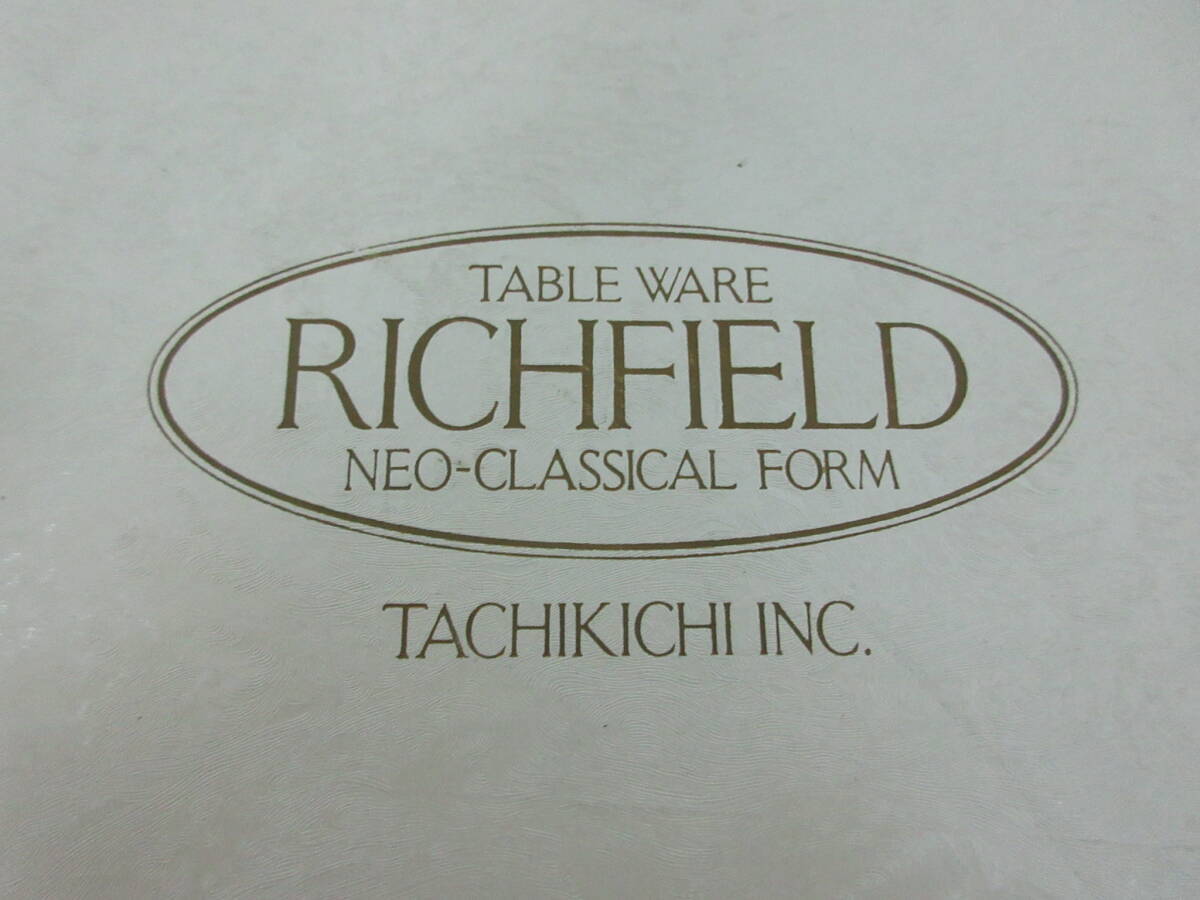 TABLE WARE
RICHFIELD
NEO-CLASSICAL FORM
TACHIKICHI INC.